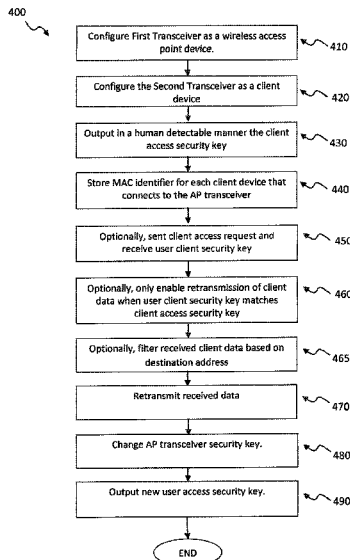 400
Configure First Transceiver as a wireless access
point device.
410
Configure the Second Transceiver as a client
device
420
Output in a human detectable manner the client
access security key
430
Store MAC identifier for each client device that
connects to the AP transceiver
440
Optionally, sent client access request and
receive user client security key
450
Optionally, only enable retransmission of client
data when user client security key matches
client access security key
460
Optionally, filter received client data based on
destination address
465
Retransmit received data
470
Change AP transceiver security key.
480
Output new user access security key.
490
END